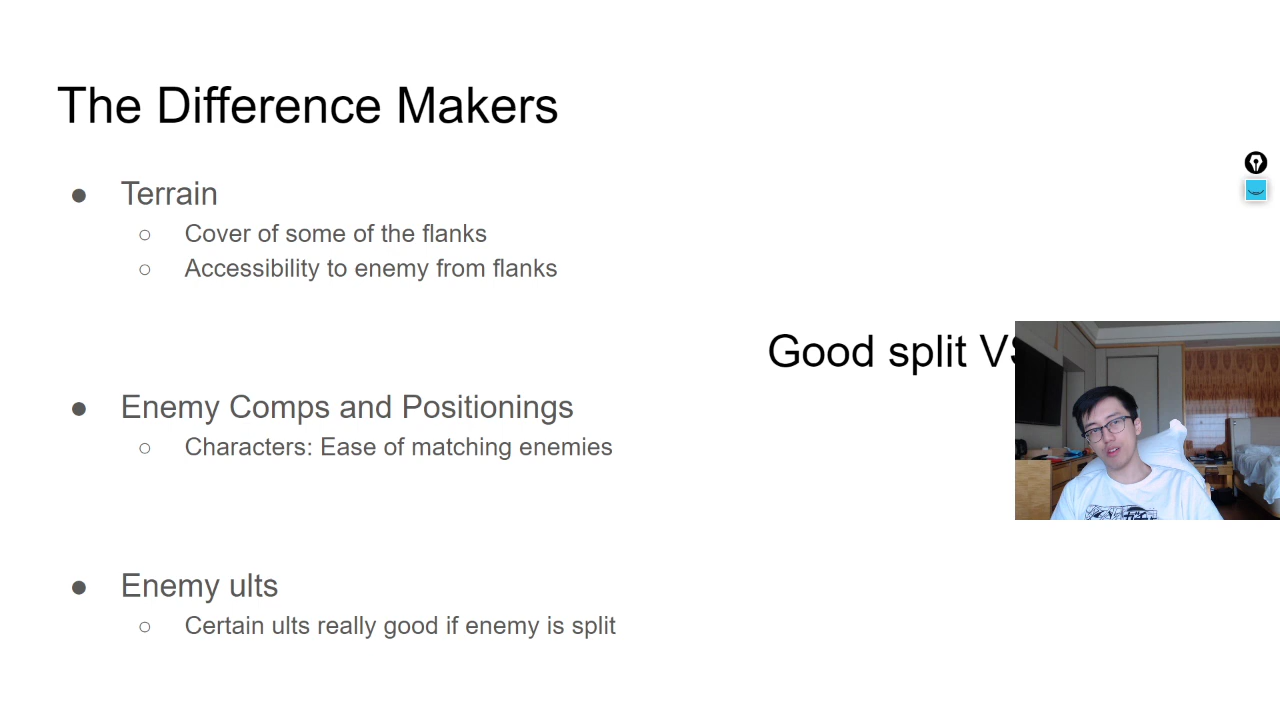 The Difference Makers
● Terrain
○ Cover of some of the flanks
○ Accessibility to enemy from flanks
Good split
● Enemy Comps and Positionings
○ Characters: Ease of matching enemies
● Enemy ults
○ Certain ults really good if enemy is split